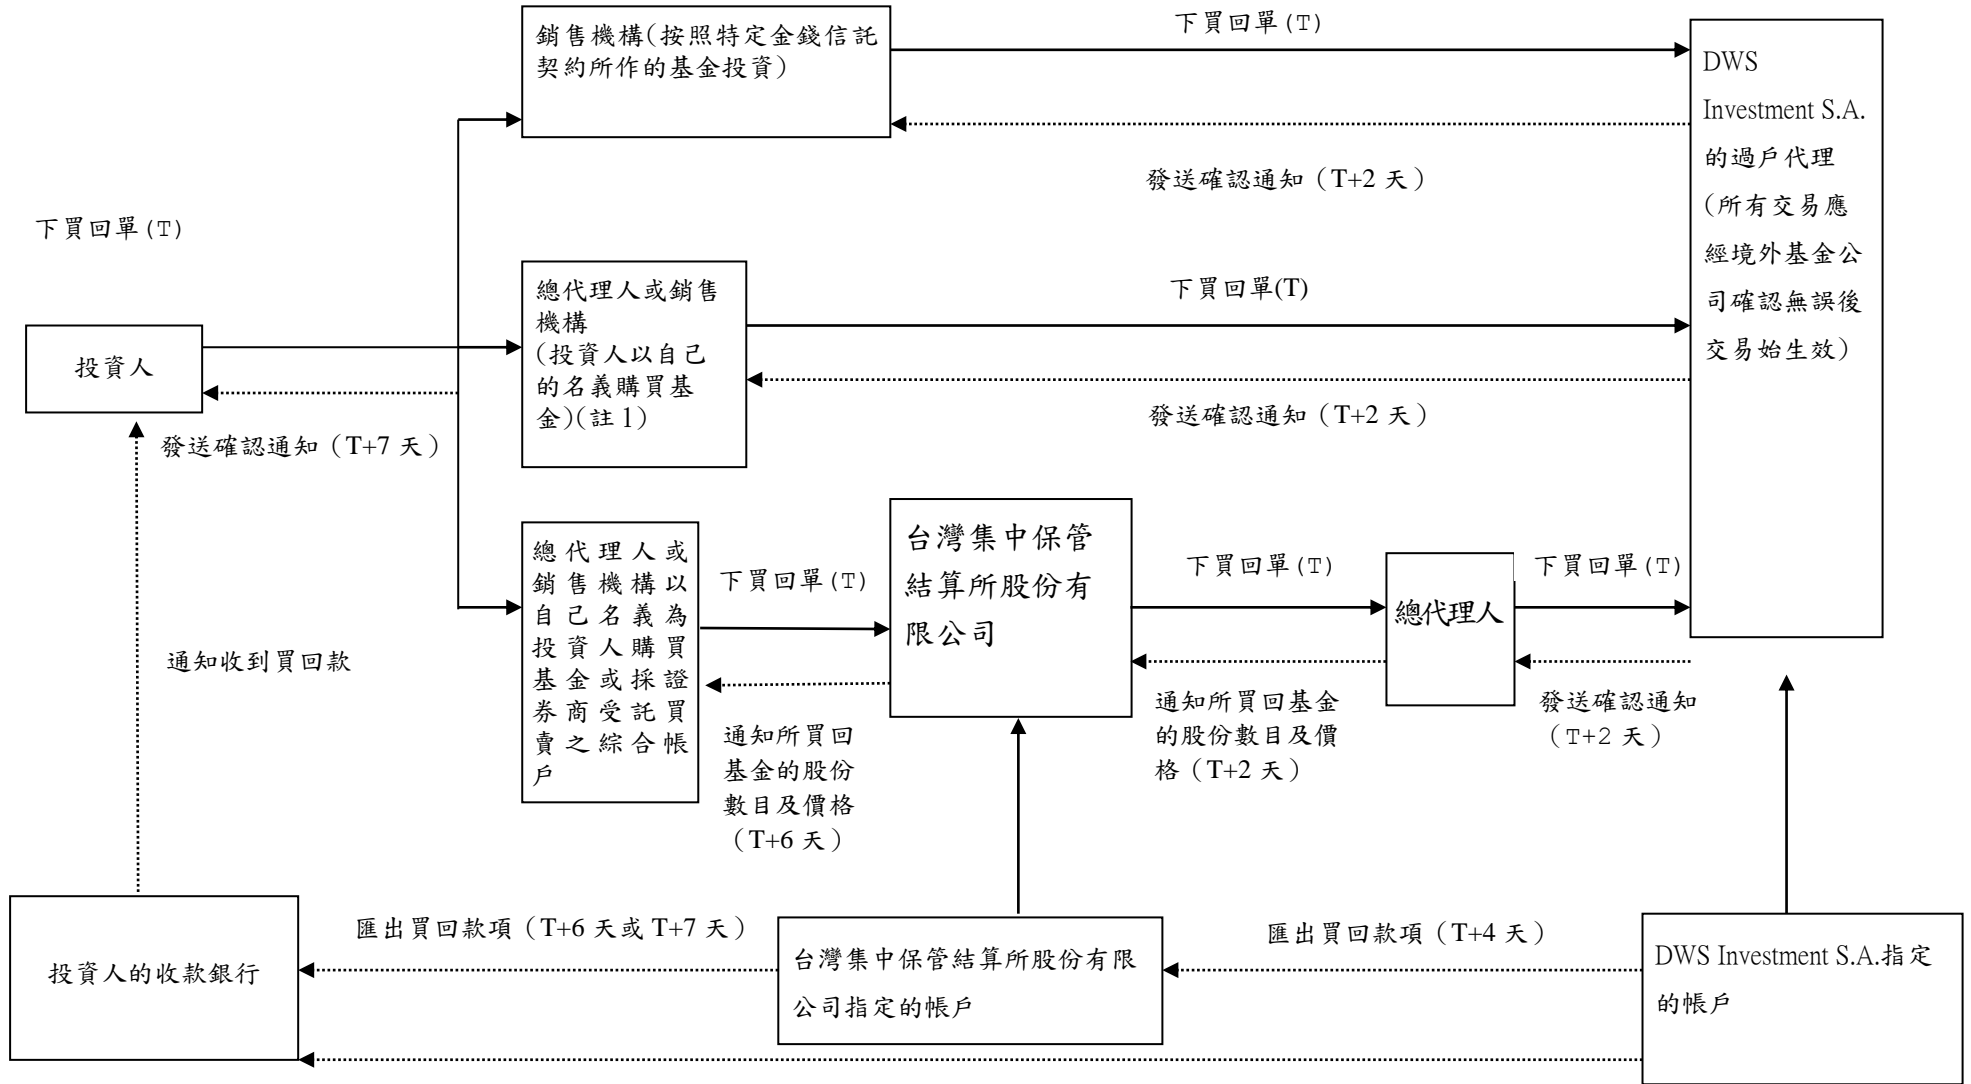 下買回單(T)
銷售機構(按照特定金錢信託
契約所作的基金投資)
下買回單(T)
發送確認通知(T+2 天)
DWS
Investment S.A.
的過戶代理
(所有交易應
經境外基金公
司確認無誤後
交易始生效)
投資人
總代理人或銷售
機構
(投資人以自己
的名義購買基
金)(註 1)
下買回單(T)
發送確認通知(T+2 天)
發送確認通知(T+7 天)
總代理人或
銷售機構以
自己名義為
投資人購買
基金或採證
券商受託買
賣之綜合帳
戶
下買回單(T)
台灣集中保管
結算所股份有
限公司
下買回單(T)
總代理人
下買回單(T)
通知收到買回款
通知所買回
基金的股份
數目及價格
(T+6 天)
通知所買回基金
的股份數目及價
格(T+2 天)
發送確認通知
(T+2 天)
投資人的收款銀行
匯出買回款項(T+6 天或 T+7 天)
台灣集中保管結算所股份有限
公司指定的帳戶
匯出買回款項(T+4 天)
DWS Investment S.A.指定
的帳戶